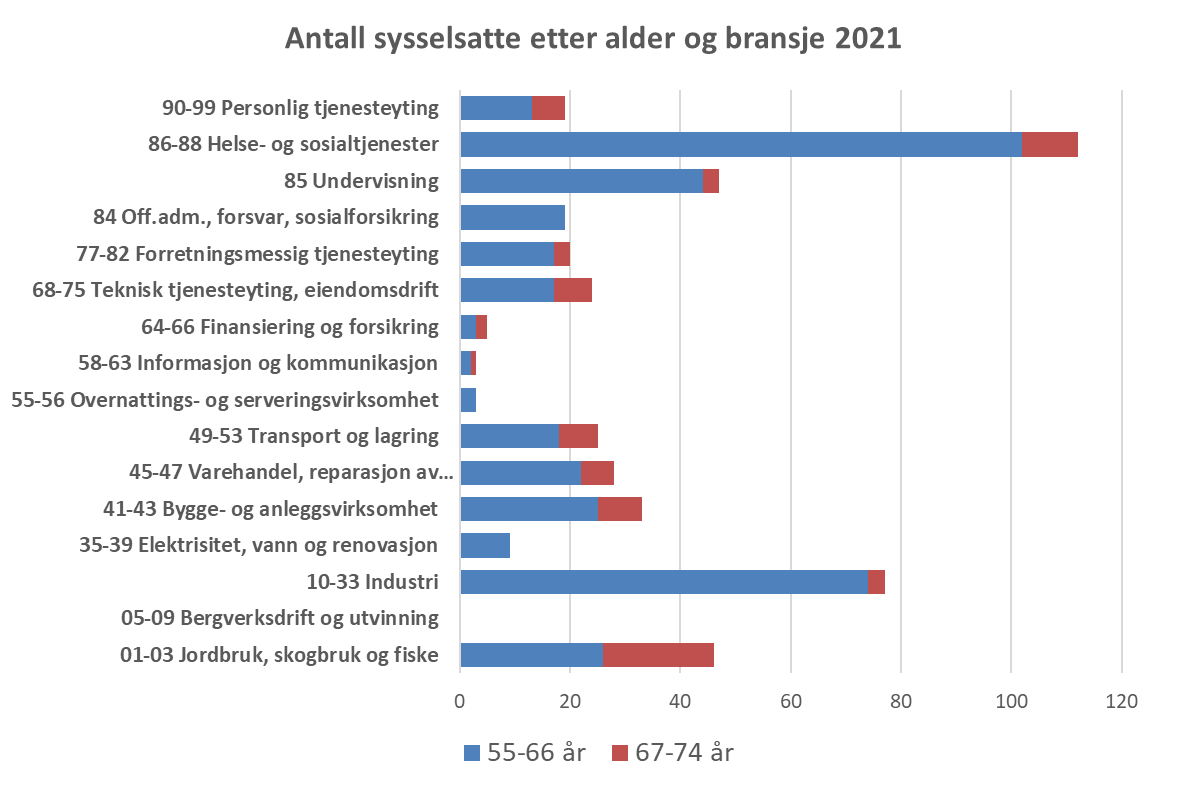 Antall sysselsatte etter alder og bransje 2021
90-99 Personlig tjenesteyting
86-88 Helse- og sosialtjenester
85 Undervisning
84 Off.adm., forsvar, sosialforsikring
77-82 Forretningsmessig tjenesteyting
68-75 Teknisk tjenesteyting, eiendomsdrift
64-66 Finansiering og forsikring
58-63 Informasjon og kommunikasjon
55-56 Overnattings- og serveringsvirksomhet
49-53 Transport og lagring
45-47 Varehandel, reparasjon av…
41-43 Bygge- og anleggsvirksomhet
35-39 Elektrisitet, vann og renovasjon
10-33 Industri
05-09 Bergverksdrift og utvinning
01-03 Jordbruk, skogbruk og fiske
0 20 40 60 80 100 120
55-66 år 67-74 år